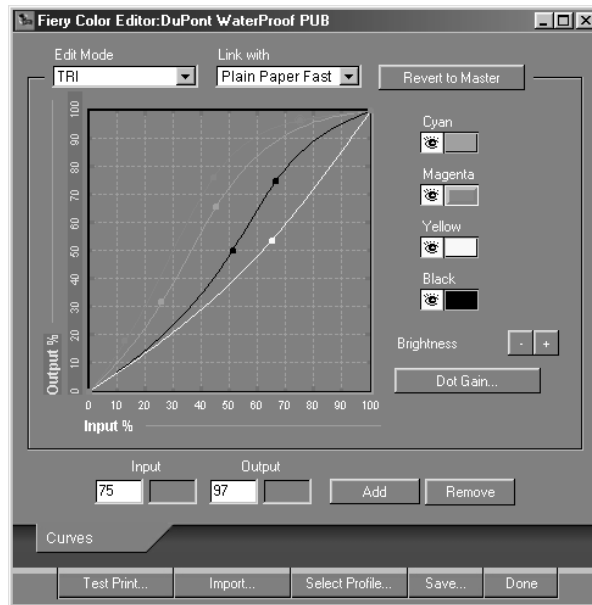 Fiery Color Editor:DuPont WaterProof PUB
Edit Mode
Link with
TRI
Plain Paper Fast
Revert to Master
100
90
80
70
60
50
40
30
20
10
0
Output %
0 10 20 30 40 50 60 70 80 90 100
Input %
Cyan
Magenta
Yellow
Black
Brightness
- +
Dot Gain...
Input
Output
75
97
Add
Remove
Curves
Test Print...
Import...
Select Profile...
Save...
Done